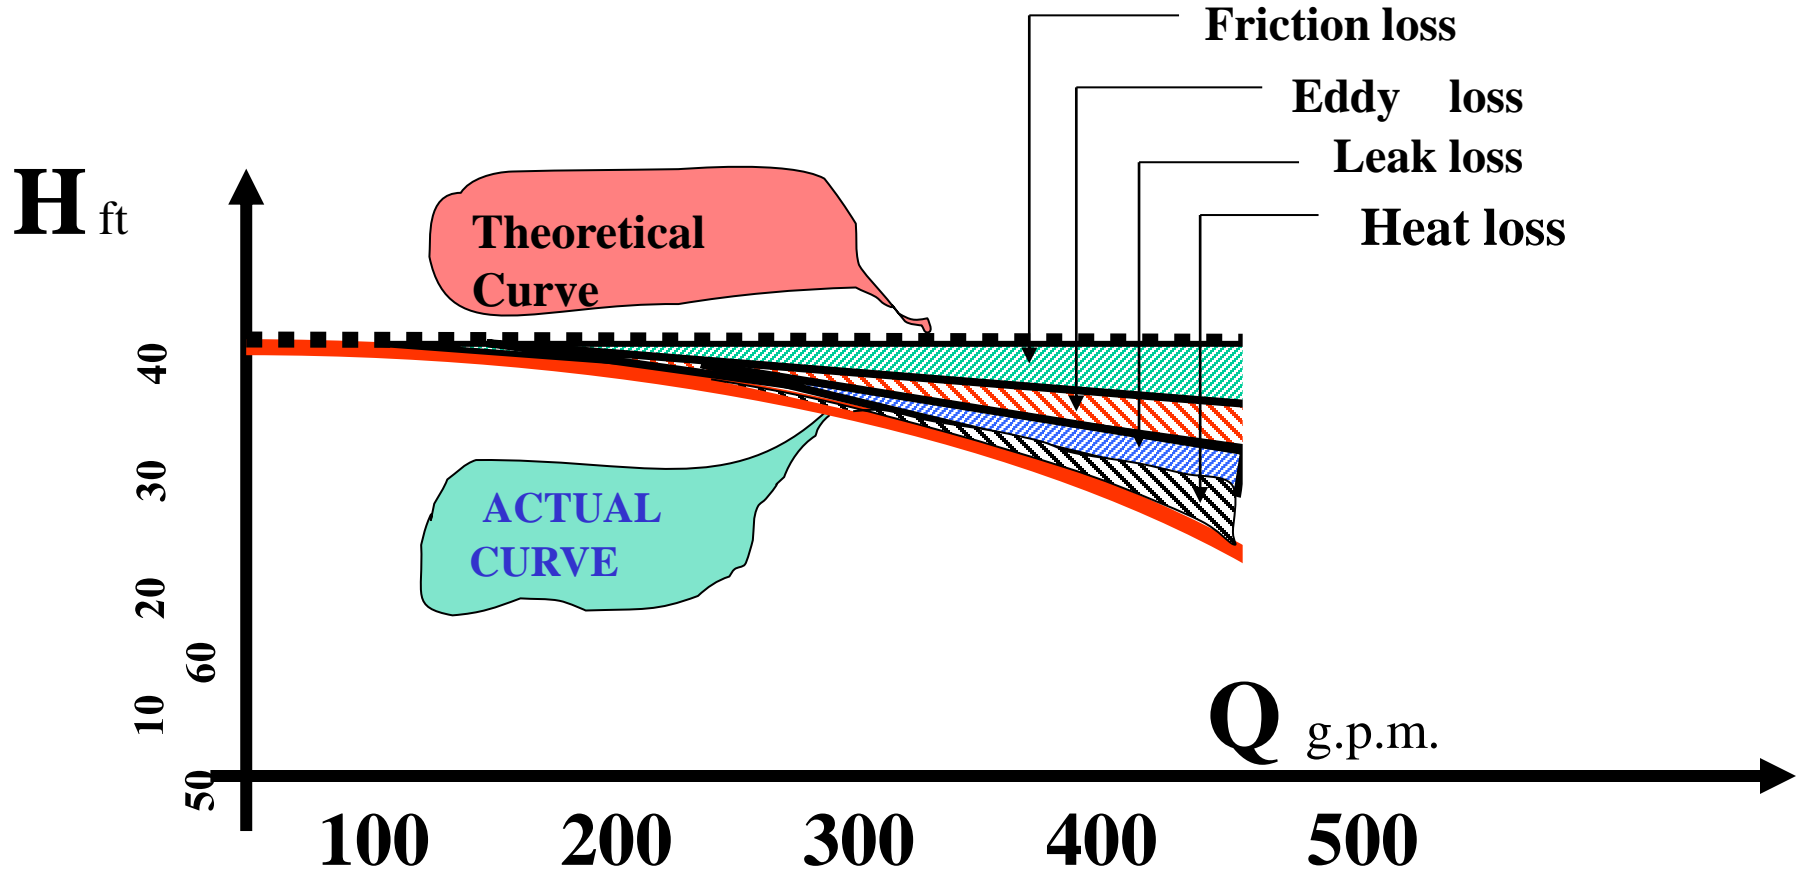 Friction loss
Eddy loss
Leak loss
Heat loss
H ft
Theoretical
Curve
40
30
20
60
10
50
ACTUAL
CURVE
Q g.p.m.
100 200 300 400 500